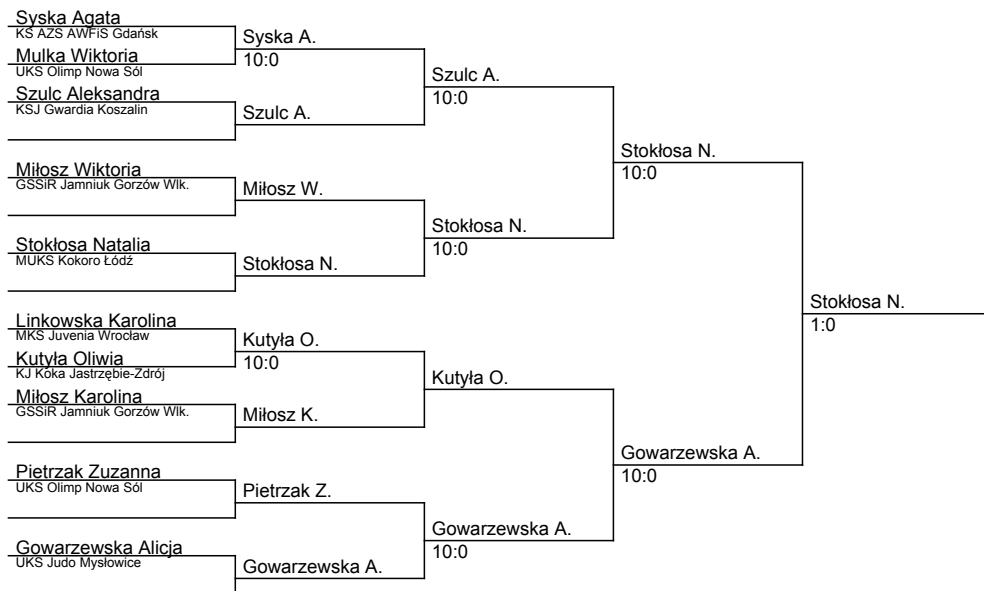 Syska Agata
KS AZS AWFiS Gdańsk
Mulka Wiktoria
UKS Olimp Nowa Sól
Szulc Aleksandra
KSJ Gwardia Koszalin
Miłosz Wiktoria
GSSiR Jamniuk Gorzów Wlk.
Stokłosa Natalia
MUKS Kokoro Łódź
Linkowska Karolina
MKS Juvenia Wrocław
Kutyła Oliwia
KJ Koka Jastrzębie-Zdrój
Miłosz Karolina
GSSiR Jamniuk Gorzów Wlk.
Pietrzak Zuzanna
UKS Olimp Nowa Sól
Gowarzewska Alicja
UKS Judo Mysłowice
Syska A.
10:0
Szulc A.
Miłosz W.
Stokłosa N.
Kutyła O.
10:0
Miłosz K.
Pietrzak Z.
Gowarzewska A.
Szulc A.
10:0
Stokłosa N.
10:0
Kutyła O.
Gowarzewska A.
10:0
Stokłosa N.
10:0
Gowarzewska A.
10:0
Stokłosa N.
1:0